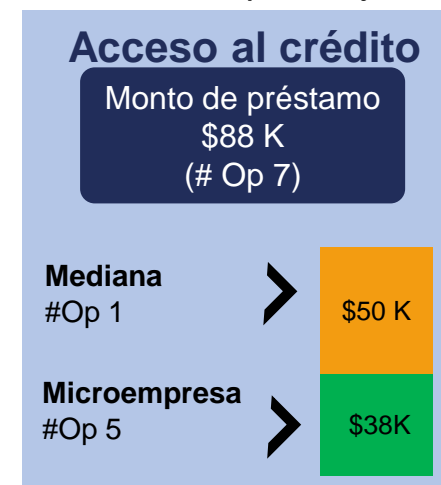 Acceso al crédito
Monto de préstamo
$88 K
(# Op 7)
Mediana
#Op 1
$50 K
Microempresa
#Op 5
$38K